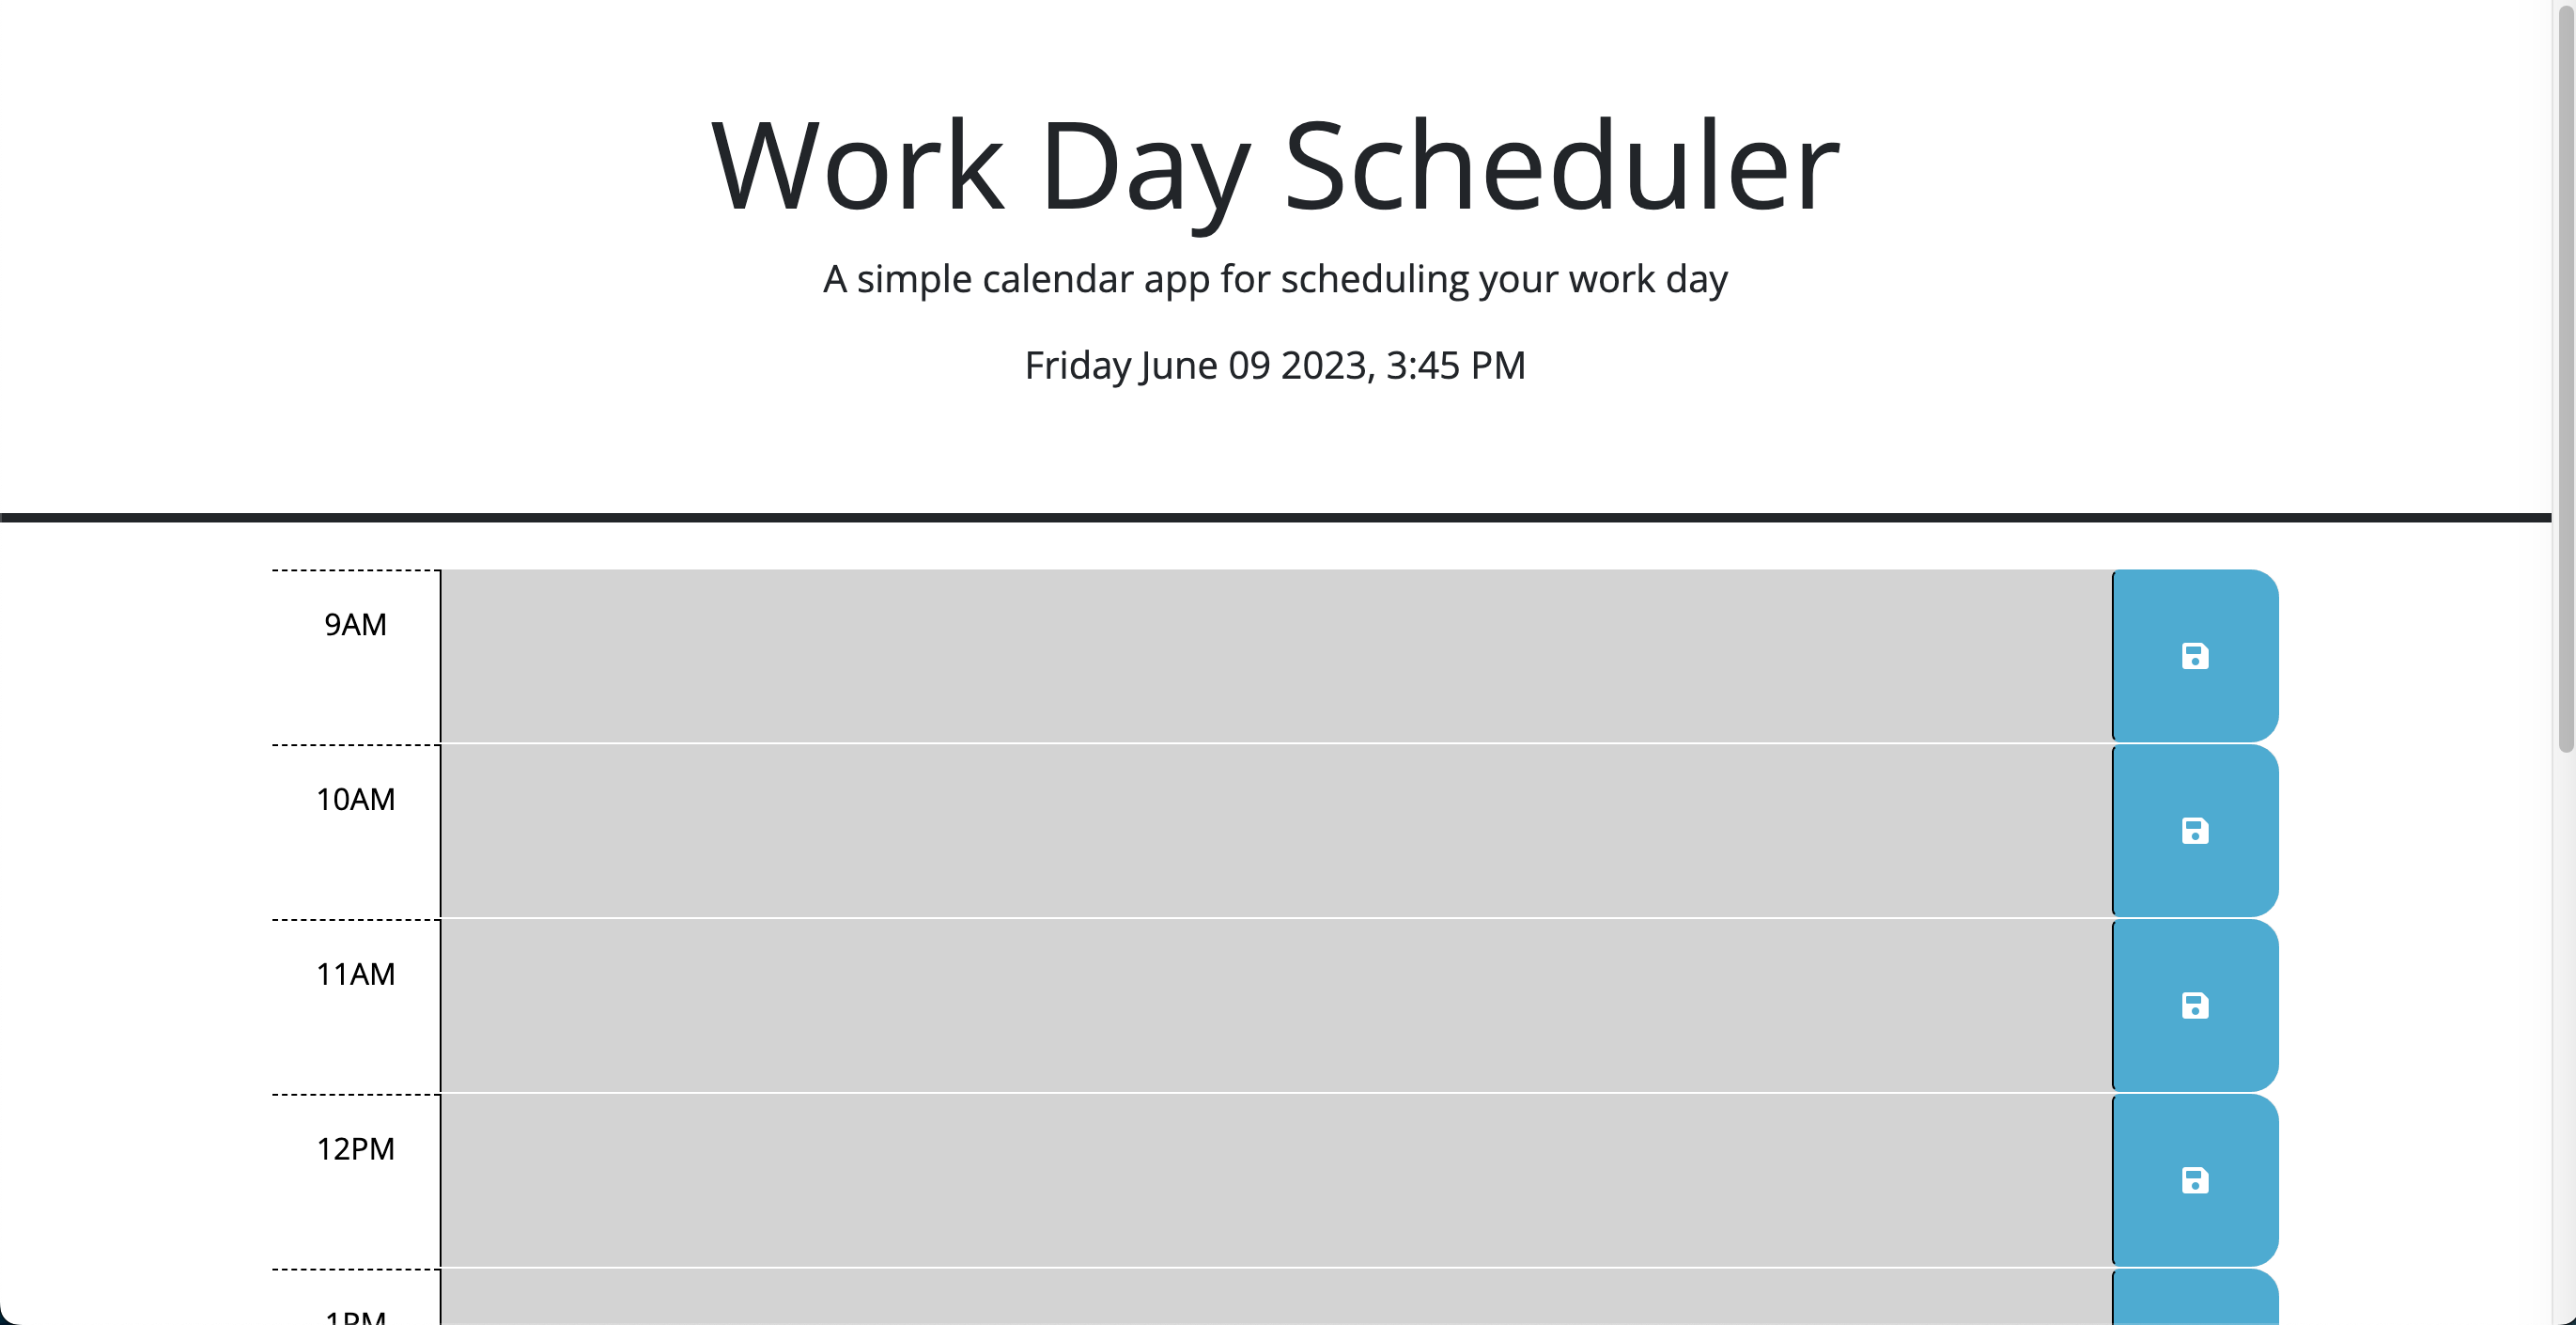 Work Day Scheduler
A simple calendar app for scheduling your work day
Friday June 09 2023, 3:45 PM
9AM
10AM
11AM
12PM
1PM